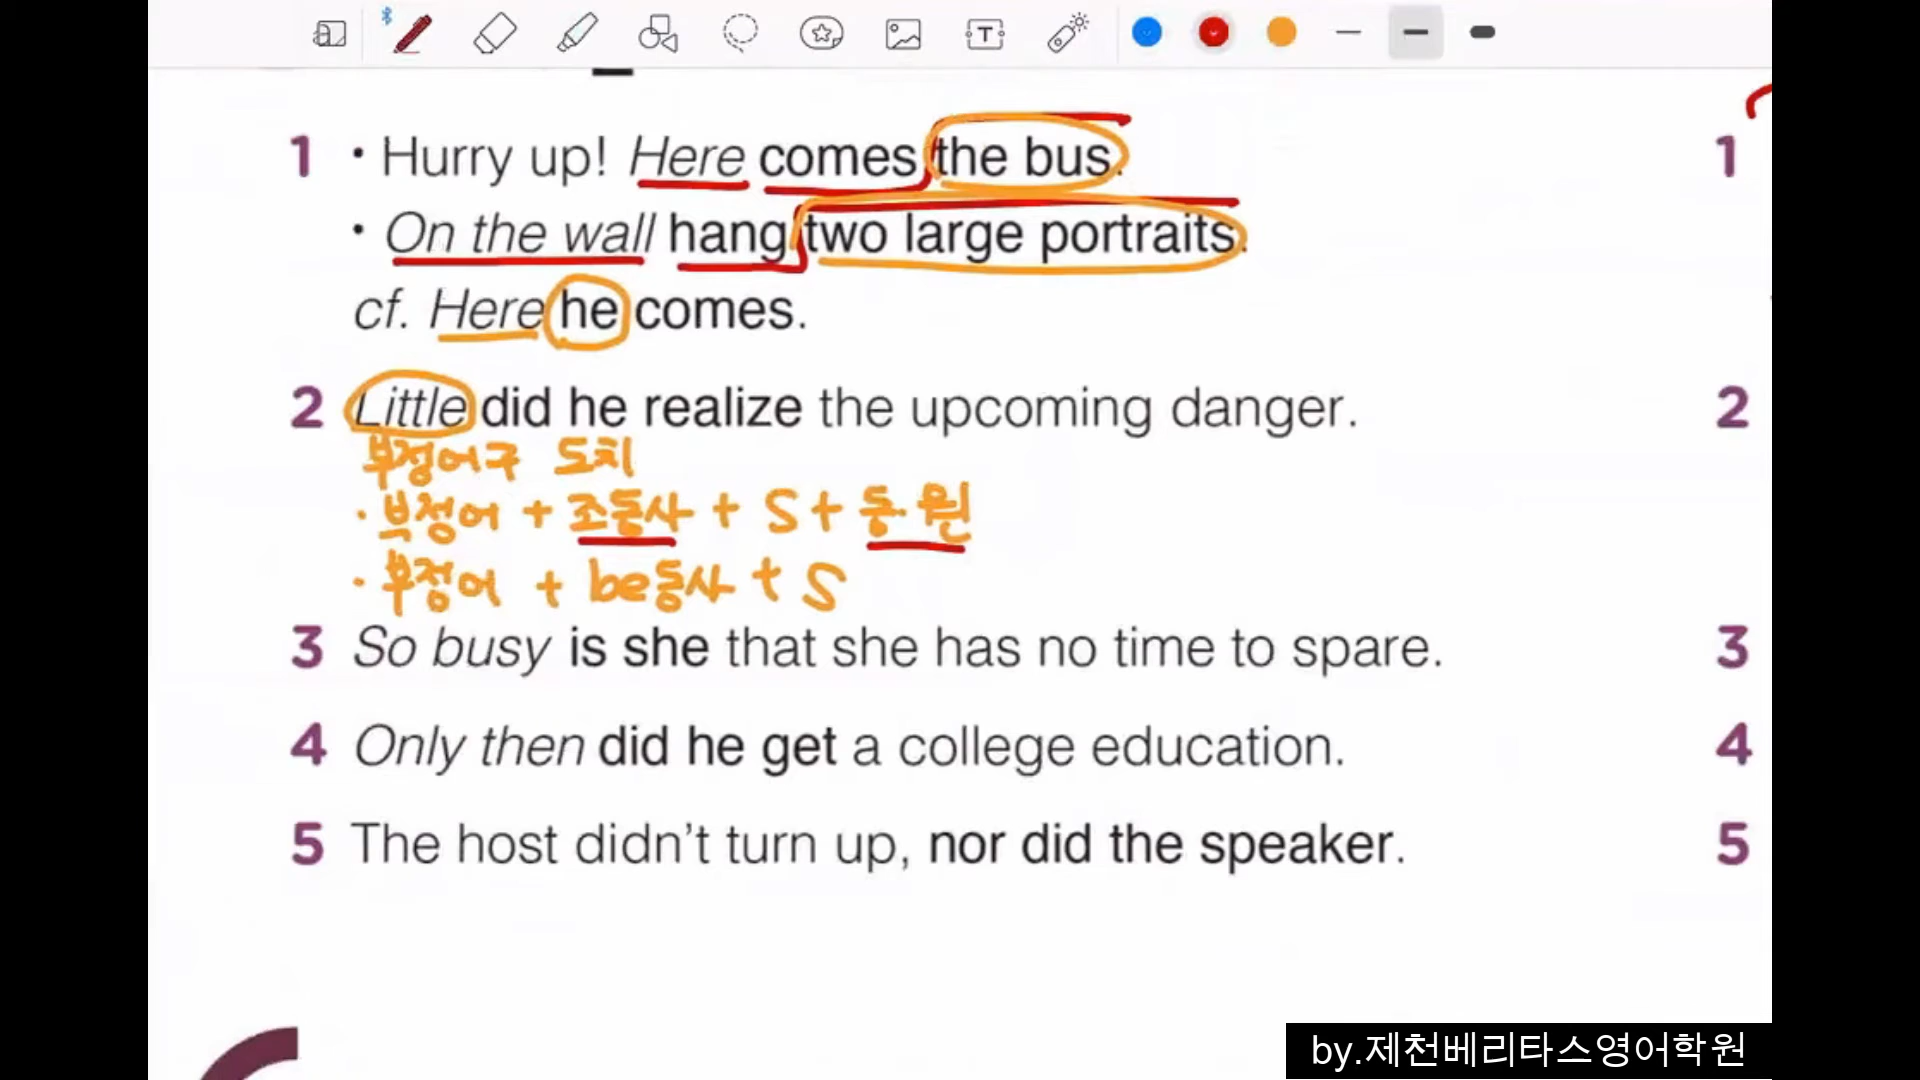 1 • Hurry up! Here comes the bus. 1
• On the wall hang two large portraits.
cf. Here he comes.
2 Little did he realize the upcoming danger. 2
부정어구 도치
· 부정어 + 조동사 + S + 동.원
· 부정어 + be동사 + S
3 So busy is she that she has no time to spare. 3
4 Only then did he get a college education. 4
5 The host didn't turn up, nor did the speaker. 5
by.제천베리타스영어학원